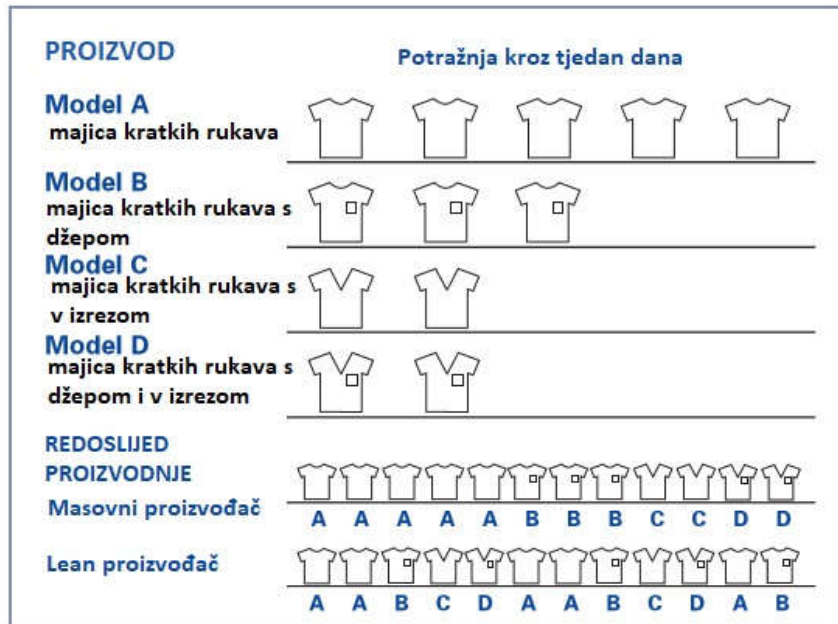 PROIZVOD
Potražnja kroz tjedan dana
Model A
majica kratkih rukava
Model B
majica kratkih rukava s
džepom
Model C
majica kratkih rukava s
v izrezom
Model D
majica kratkih rukava s
džepom i v izrezom
REDOSLIJED
PROIZVODNJE
Masovni proizvođač
A A A A A B B B C C D D
Lean proizvođač
A A B C D A A B C D A B